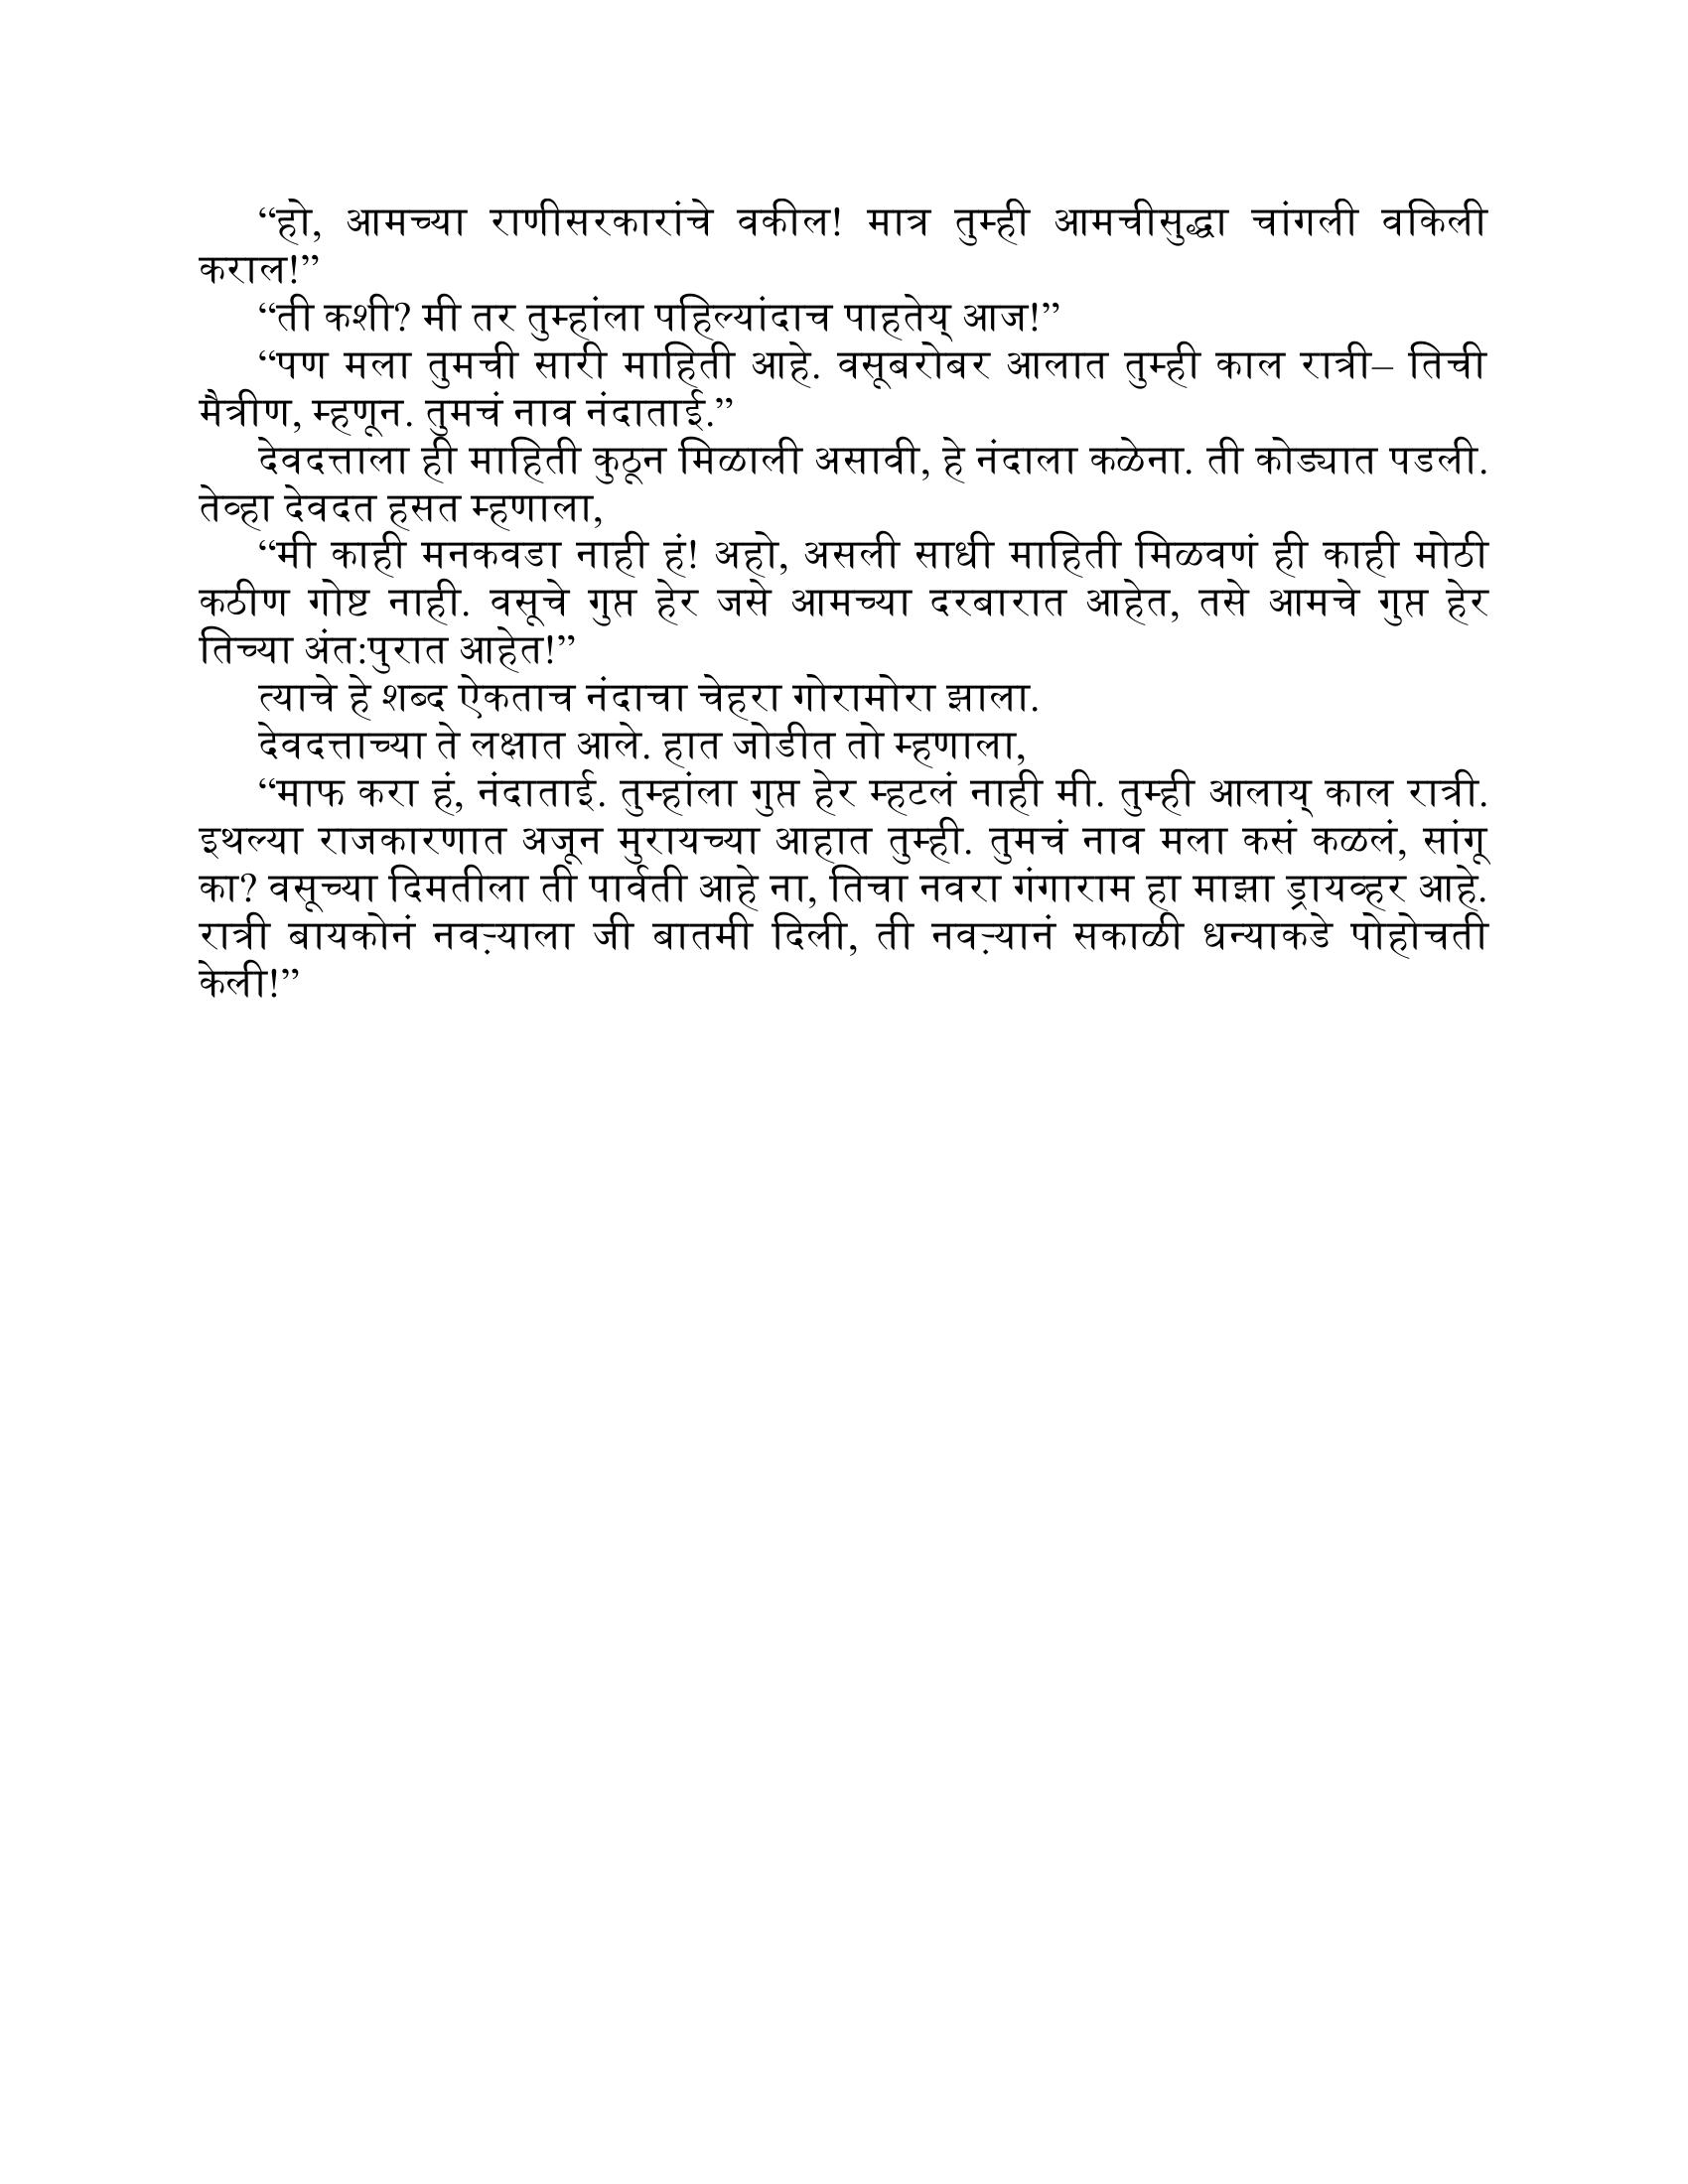 “हो, आमच्या राणीसरकारांचे वकील! मात्र तुम्ही आमचीसुद्धा चांगली वकिली
कराल!”
“ती कशी? मी तर तुम्हांला पहिल्यांदाच पाहतेय् आज!”
“पण मला तुमची सारी माहिती आहे. वसूबरोबर आलात तुम्ही काल रात्री– तिची
मैत्रीण, म्हणून. तुमचं नाव नंदाताई.”
देवदत्ताला ही माहिती कुठून मिळाली असावी, हे नंदाला कळेना. ती कोड्यात पडली.
तेव्हा देवदत हसत म्हणाला,
“मी काही मनकवडा नाही हं! अहो, असली साधी माहिती मिळवणं ही काही मोठी
कठीण गोष्ट नाही. वसूचे गुप्त हेर जसे आमच्या दरबारात आहेत, तसे आमचे गुप्त हेर
तिच्या अंत:पुरात आहेत!”
त्याचे हे शब्द ऐकताच नंदाचा चेहरा गोरामोरा झाला.
देवदत्ताच्या ते लक्षात आले. हात जोडीत तो म्हणाला,
“माफ करा हं, नंदाताई. तुम्हांला गुप्त हेर म्हटलं नाही मी. तुम्ही आलाय् काल रात्री.
इथल्या राजकारणात अजून मुरायच्या आहात तुम्ही. तुमचं नाव मला कसं कळलं, सांगू
का? वसूच्या दिमतीला ती पार्वती आहे ना, तिचा नवरा गंगाराम हा माझा ड्रायव्हर आहे.
रात्री बायकोनं नवऱ्याला जी बातमी दिली, ती नवऱ्यानं सकाळी धन्याकडे पोहोचती
केली!”